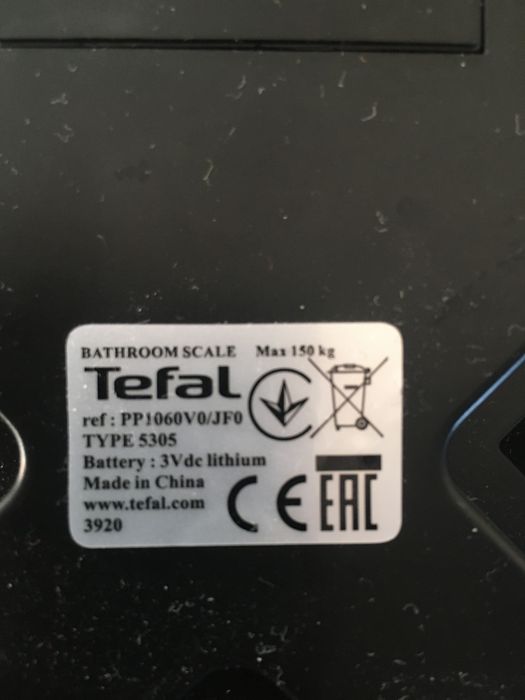 BATHROOM SCALE Max 150 kg
Tefal
ref : PP1060V0/JF0
TYPE 5305
Battery : 3Vdc lithium
Made in China
www.tefal.com
3920
CE EAC